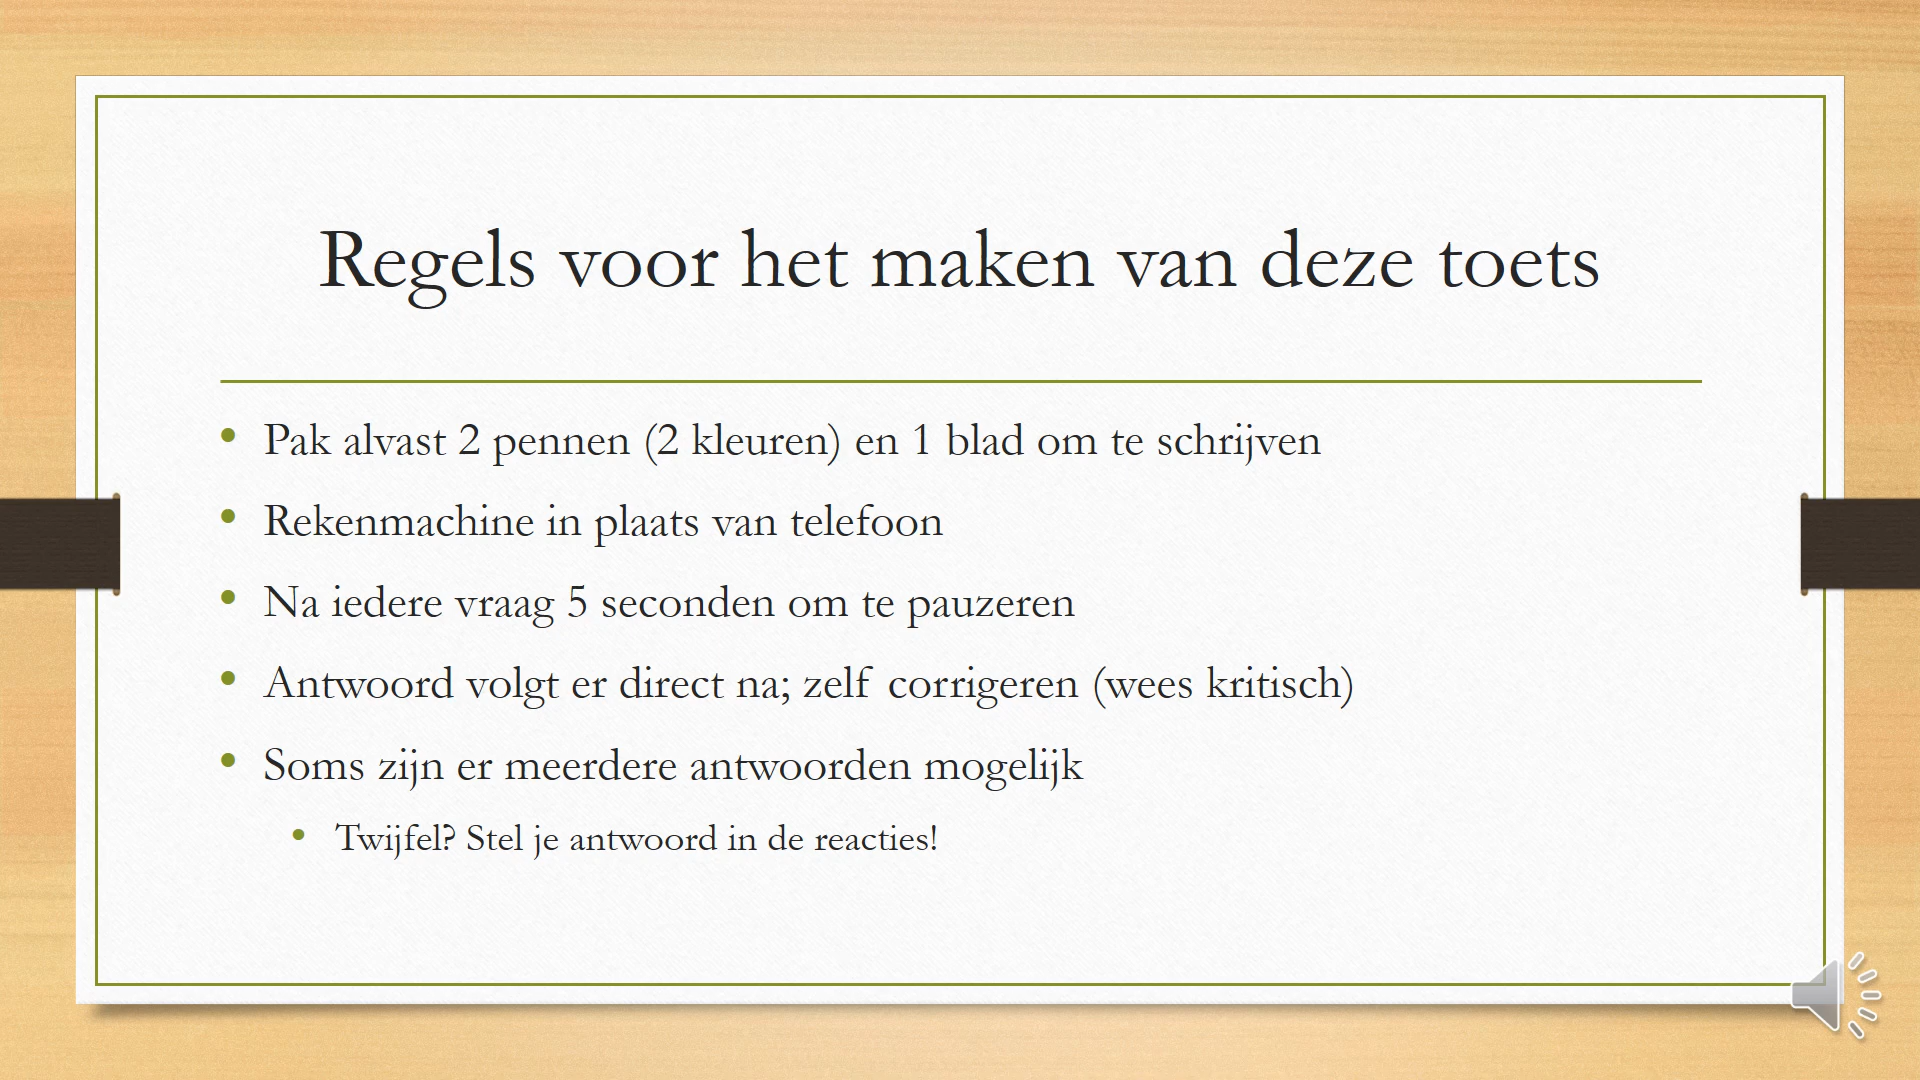 Regels voor het maken van deze toets
• Pak alvast 2 pennen (2 kleuren) en 1 blad om te schrijven
• Rekenmachine in plaats van telefoon
• Na iedere vraag 5 seconden om te pauzeren
• Antwoord volgt er direct na; zelf corrigeren (wees kritisch)
• Soms zijn er meerdere antwoorden mogelijk
• Twijfel? Stel je antwoord in de reacties!